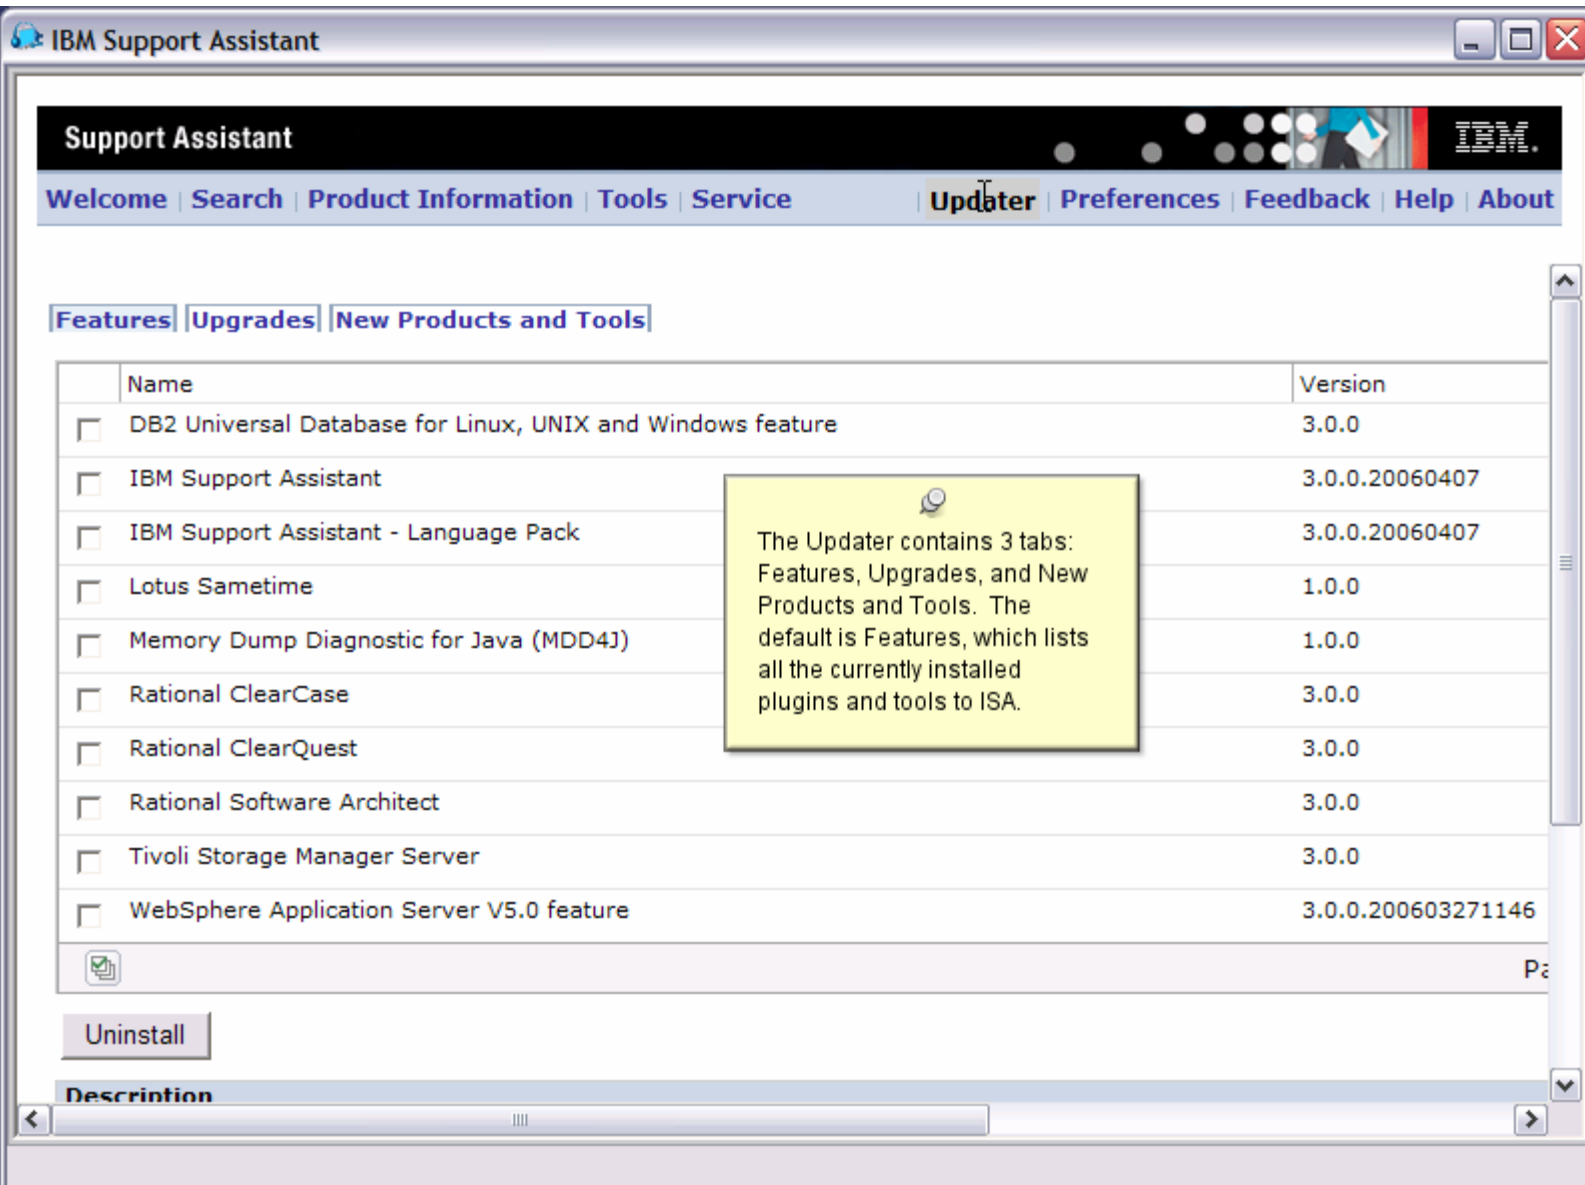 IBM Support Assistant
Support Assistant IBM.
Welcome | Search | Product Information | Tools | Service | Updater | Preferences | Feedback | Help | About
Features Upgrades New Products and Tools
Name Version
DB2 Universal Database for Linux, UNIX and Windows feature 3.0.0
IBM Support Assistant 3.0.0.20060407
IBM Support Assistant - Language Pack 3.0.0.20060407
Lotus Sametime 1.0.0
Memory Dump Diagnostic for Java (MDD4J) 1.0.0
Rational ClearCase 3.0.0
Rational ClearQuest 3.0.0
Rational Software Architect 3.0.0
Tivoli Storage Manager Server 3.0.0
WebSphere Application Server V5.0 feature 3.0.0.200603271146
The Updater contains 3 tabs:
Features, Upgrades, and New
Products and Tools. The
default is Features, which lists
all the currently installed
plugins and tools to ISA.
Uninstall
Description